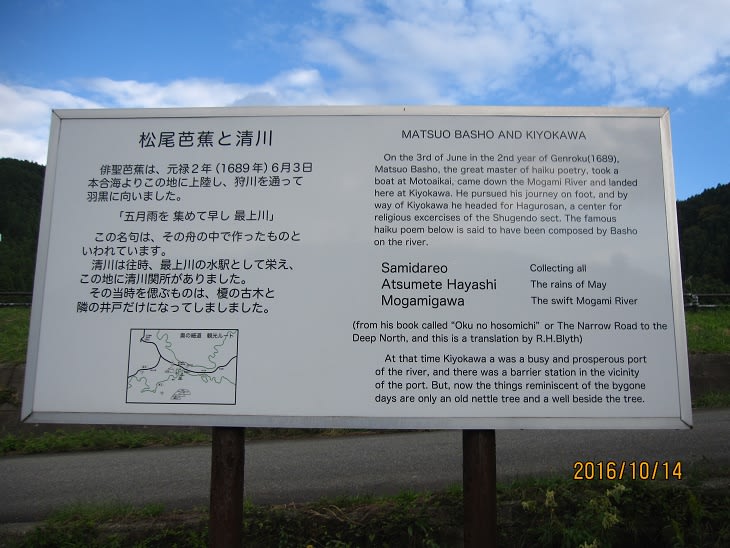 松尾芭蕉と清川
俳聖芭蕉は、元禄2年(1689年)6月3日
本合海よりこの地に上陸し、狩川を通って
羽黒に向いました。
「五月雨を 集めて早し 最上川」
この名句は、その舟の中で作ったものと
いわれています。
清川は往時、最上川の水駅として栄え、
この地に清川関所がありました。
その当時を偲ぶものは、榎の古木と
隣の井戸だけになってしましました。
奥の細道 観光ルート
MATSUO BASHO AND KIYOKAWA
On the 3rd of June in the 2nd year of Genroku(1689),
Matsuo Basho, the great master of haiku poetry, took a
boat at Motoaikai, came down the Mogami River and landed
here at Kiyokawa. He pursued his journey on foot, and by
way of Kiyokawa he headed for Hagurosan, a center for
religious excercises of the Shugendo sect. The famous
haiku poem below is said to have been composed by Basho
on the river.
Samidareo Collecting all
Atsumete Hayashi The rains of May
Mogamigawa The swift Mogami River
(from his book called "Oku no hosomichi" or The Narrow Road to the
Deep North, and this is a translation by R.H.Blyth)
At that time Kiyokawa a was a busy and prosperous port
of the river, and there was a barrier station in the vicinity
of the port. But, now the things reminiscent of the bygone
days are only an old nettle tree and a well beside the tree.
2016/10/14